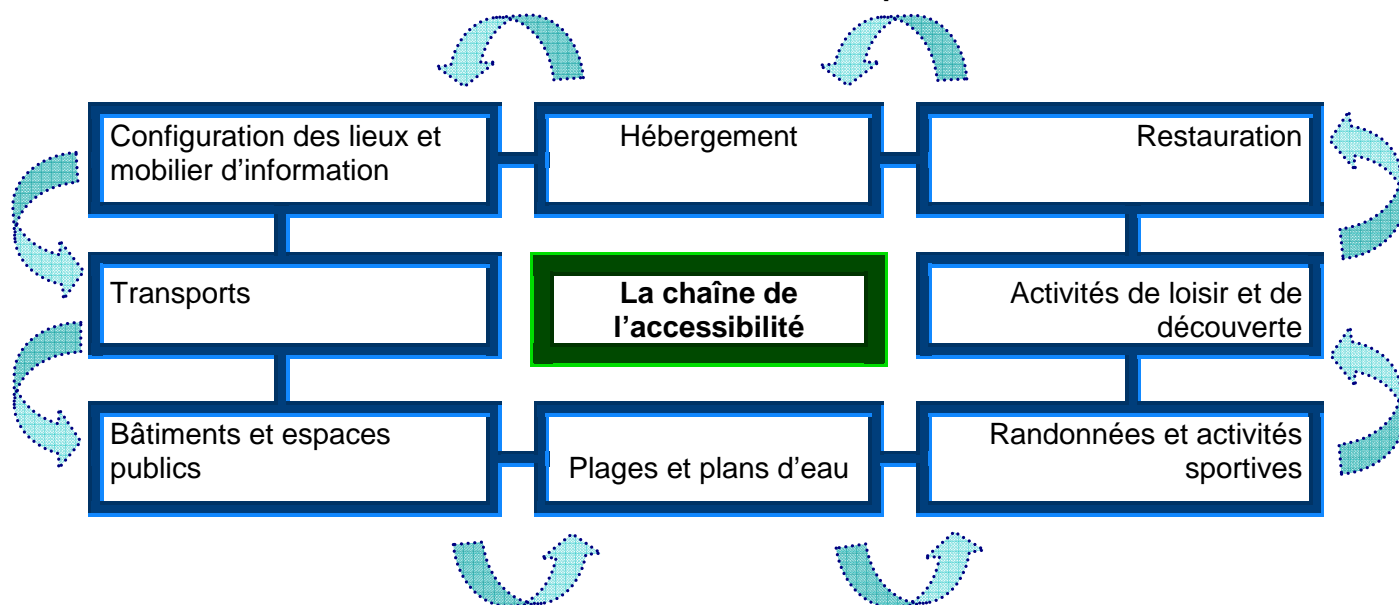 Configuration des lieux et
mobilier d’information
Hébergement
Restauration
Transports
La chaîne de
l’accessibilité
Activités de loisir et de
découverte
Bâtiments et espaces
publics
Plages et plans d’eau
Randonnées et activités
sportives